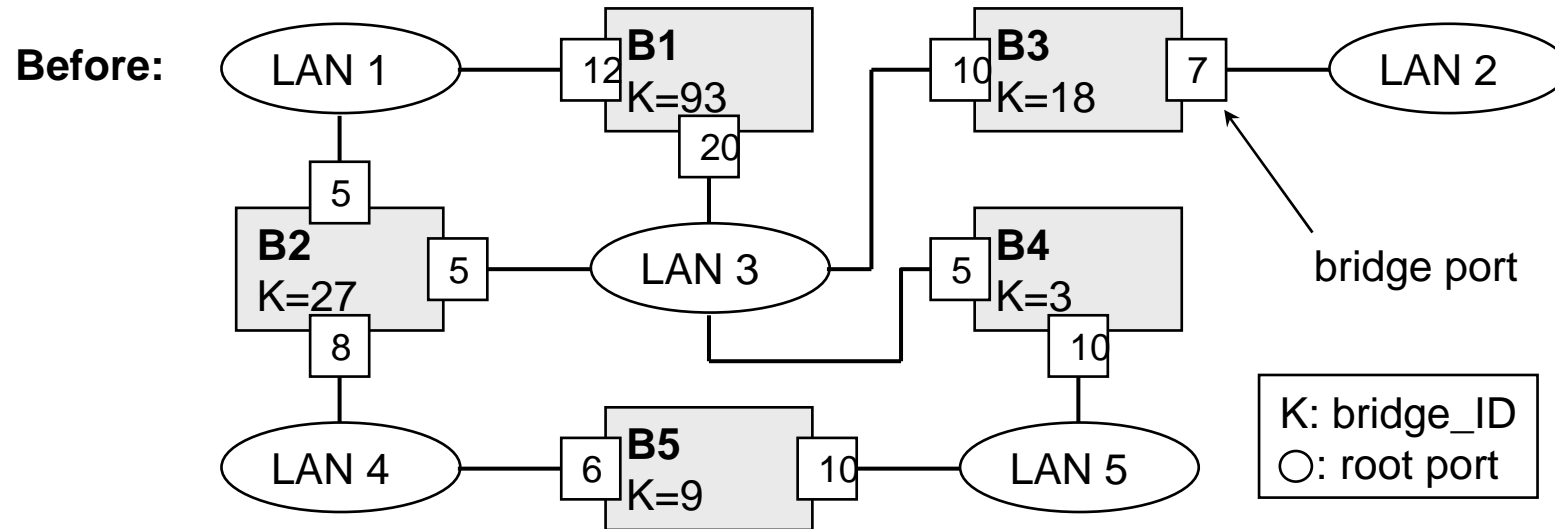 Before:
LAN 1
12
B1
K=93
20
10
B3
K=18
7
LAN 2
5
B2
K=27
5
8
LAN 3
5
B4
K=3
10
bridge port
LAN 4
6
B5
K=9
10
LAN 5
K: bridge_ID
○: root port